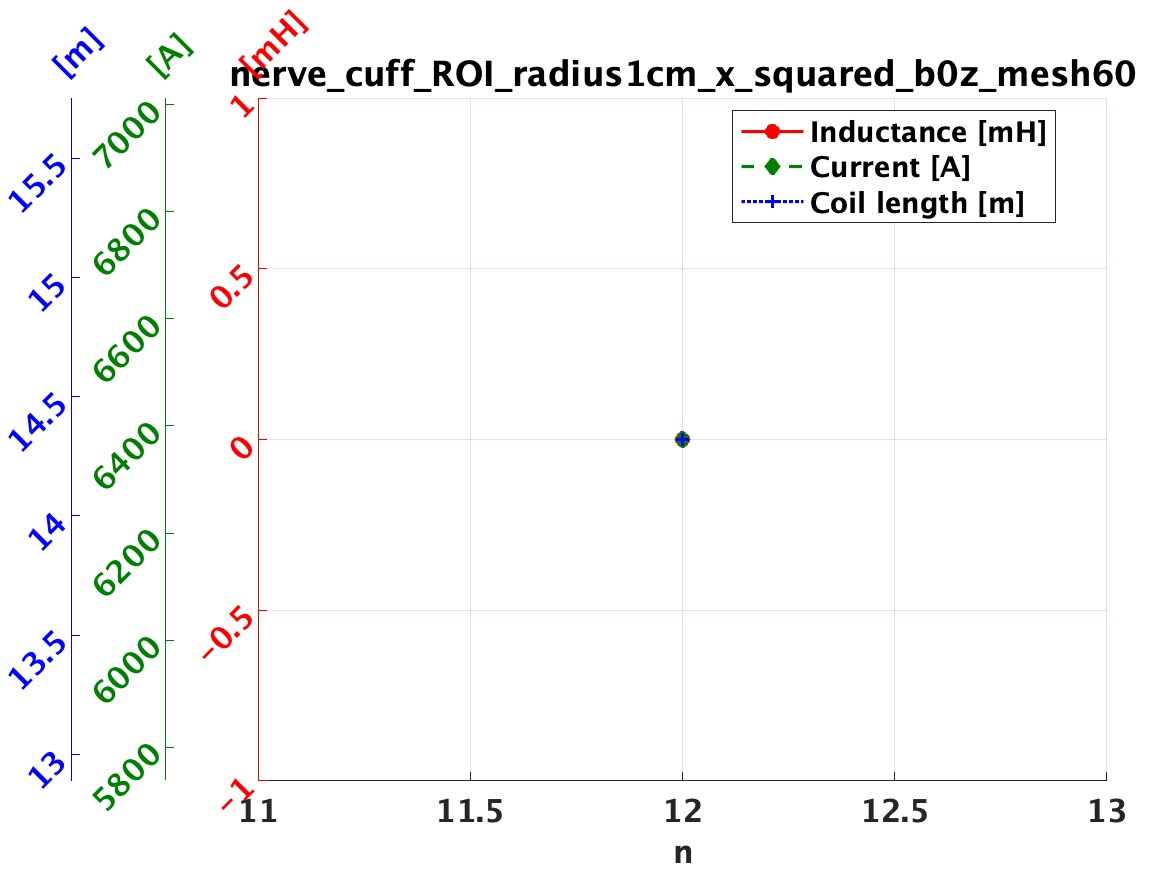 [m]
[A]
[mH]
nerve_cuff_ROI_radius1cm_x_squared_b0z_mesh60
Inductance [mH]
Current [A]
Coil length [m]
15.5
15
14.5
14
13.5
13
7000
6800
6600
6400
6200
6000
5800
1
0.5
0
−0.5
−1
11
11.5
12
12.5
13
n